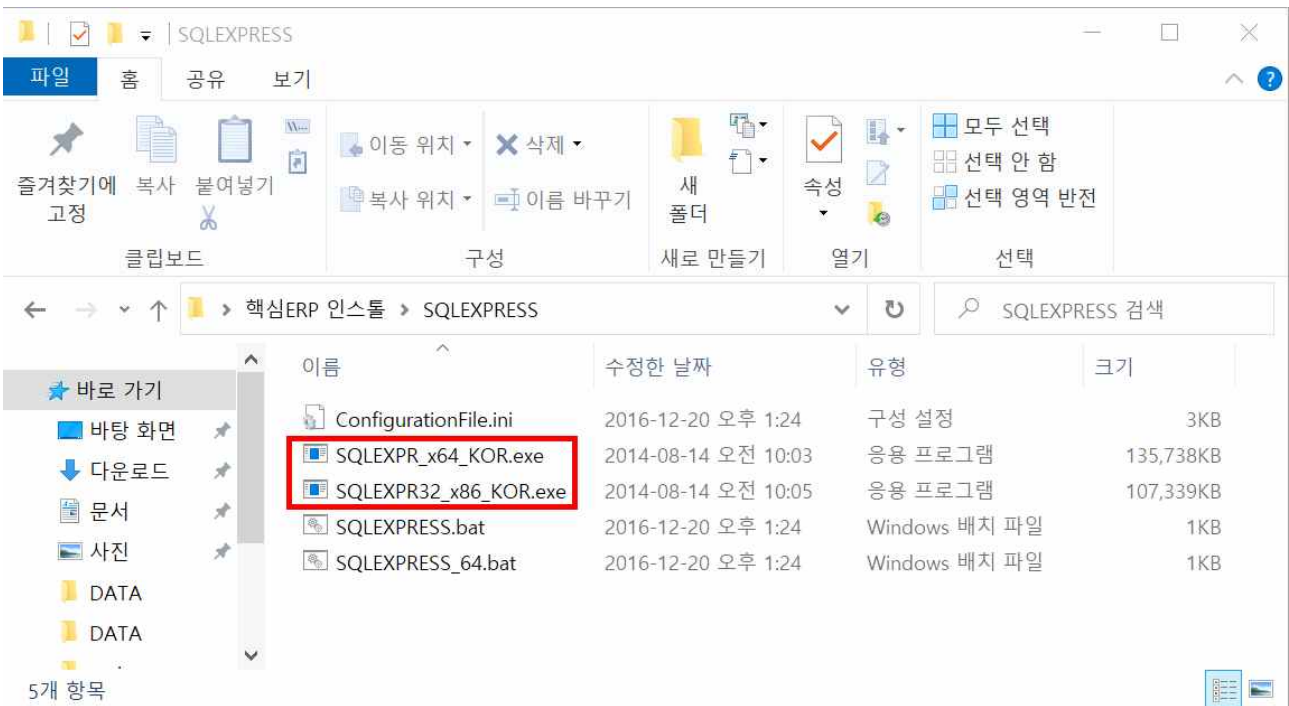 SQLEXPRESS
파일 홈 공유 보기
즐겨찾기에 고정 복사 붙여넣기
이동 위치 삭제
복사 위치 이름 바꾸기
새 폴더
속성
모두 선택
선택 안 함
선택 영역 반전
클립보드 구성 새로 만들기 열기 선택
핵심ERP 인스톨 > SQLEXPRESS
SQLEXPRESS 검색
이름 수정한 날짜 유형 크기
바로 가기
바탕 화면
다운로드
문서
사진
DATA
DATA
ConfigurationFile.ini 2016-12-20 오후 1:24 구성 설정 3KB
SQLEXPR_x64_KOR.exe 2014-08-14 오전 10:03 응용 프로그램 135,738KB
SQLEXPR32_x86_KOR.exe 2014-08-14 오전 10:05 응용 프로그램 107,339KB
SQLEXPRESS.bat 2016-12-20 오후 1:24 Windows 배치 파일 1KB
SQLEXPRESS_64.bat 2016-12-20 오후 1:24 Windows 배치 파일 1KB
5개 항목